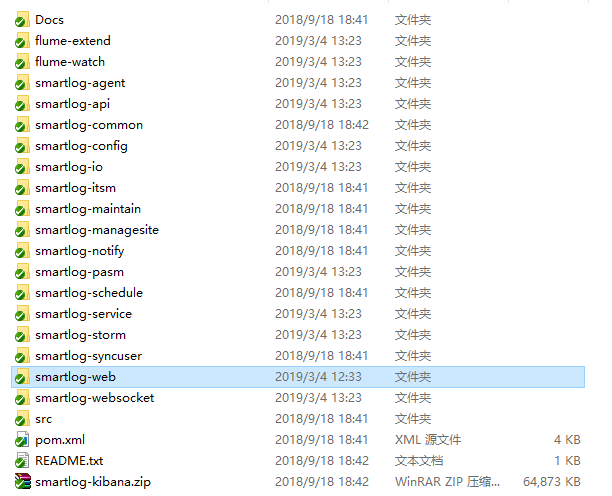 Docs 2018/9/18 18:41 文件夹
flume-extend 2019/3/4 13:23 文件夹
flume-watch 2019/3/4 13:23 文件夹
smartlog-agent 2019/3/4 13:23 文件夹
smartlog-api 2019/3/4 13:23 文件夹
smartlog-common 2018/9/18 18:42 文件夹
smartlog-config 2019/3/4 13:23 文件夹
smartlog-io 2019/3/4 13:23 文件夹
smartlog-itsm 2018/9/18 18:41 文件夹
smartlog-maintain 2018/9/18 18:41 文件夹
smartlog-managesite 2018/9/18 18:41 文件夹
smartlog-notify 2018/9/18 18:41 文件夹
smartlog-pasm 2019/3/4 13:23 文件夹
smartlog-schedule 2018/9/18 18:41 文件夹
smartlog-service 2019/3/4 13:23 文件夹
smartlog-storm 2019/3/4 13:23 文件夹
smartlog-syncuser 2018/9/18 18:41 文件夹
smartlog-web 2019/3/4 12:33 文件夹
smartlog-websocket 2019/3/4 13:23 文件夹
src 2018/9/18 18:41 文件夹
pom.xml 2018/9/18 18:41 XML 源文件 4 KB
README.txt 2018/9/18 18:42 文本文档 1 KB
smartlog-kibana.zip 2018/9/18 18:42 WinRAR ZIP 压缩... 64,873 KB